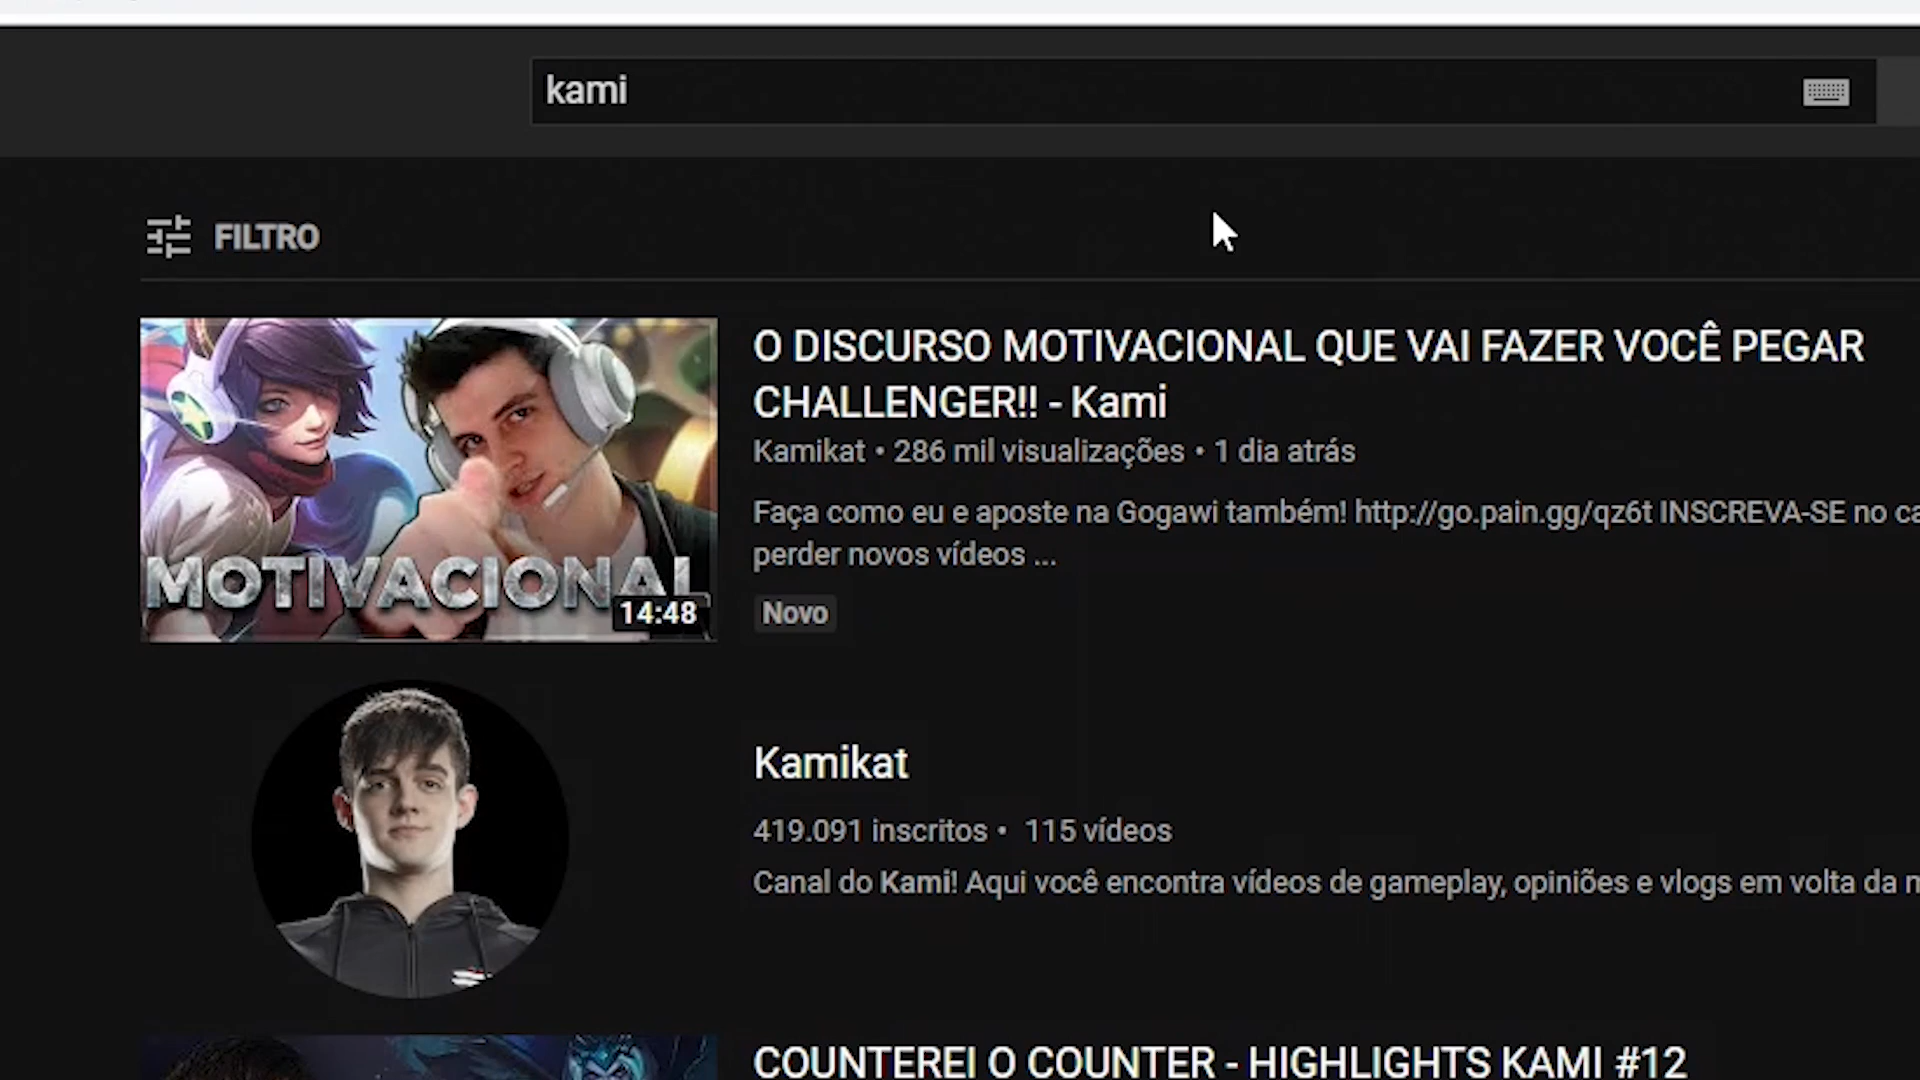 kami
FILTRO
MOTIVACIONAL
14:48
O DISCURSO MOTIVACIONAL QUE VAI FAZER VOCÊ PEGAR
CHALLENGER!! - Kami
Kamikat • 286 mil visualizações • 1 dia atrás
Faça como eu e aposte na Gogawi também! http://go.pain.gg/qz6t INSCREVA-SE no
perder novos vídeos ...
Novo
Kamikat
419.091 inscritos • 115 vídeos
Canal do Kami! Aqui você encontra vídeos de gameplay, opiniões e vlogs em volta da
COUNTEREI O COUNTER - HIGHLIGHTS KAMI #12